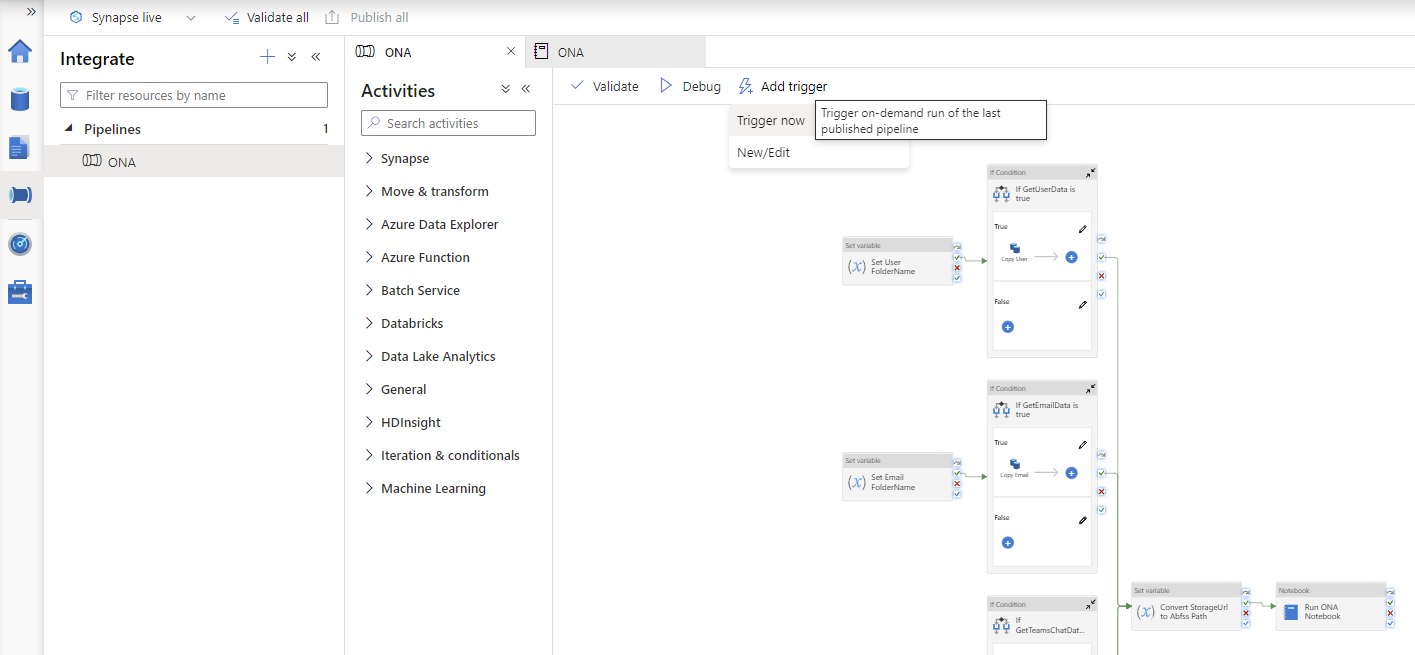 Synapse live
Validate all
Publish all
Integrate
Filter resources by name
Pipelines
1
ONA
ONA
ONA
Activities
Search activities
Synapse
Move & transform
Azure Data Explorer
Azure Function
Batch Service
Databricks
Data Lake Analytics
General
HDInsight
Iteration & conditionals
Machine Learning
Validate
Debug
Add trigger
Trigger now
New/Edit
Trigger on-demand run of the last
published pipeline
Set variable
(x)
Set User
FolderName
If Condition
If GetUserData is
true
True
Copy User
False
Set variable
(x)
Set Email
FolderName
If Condition
If GetEmailData is
true
True
Copy Email
False
If Condition
If
GetTeamsChatDat...
Set variable
(x)
Convert StorageUrl
to Abfss Path
Notebook
Run ONA
Notebook